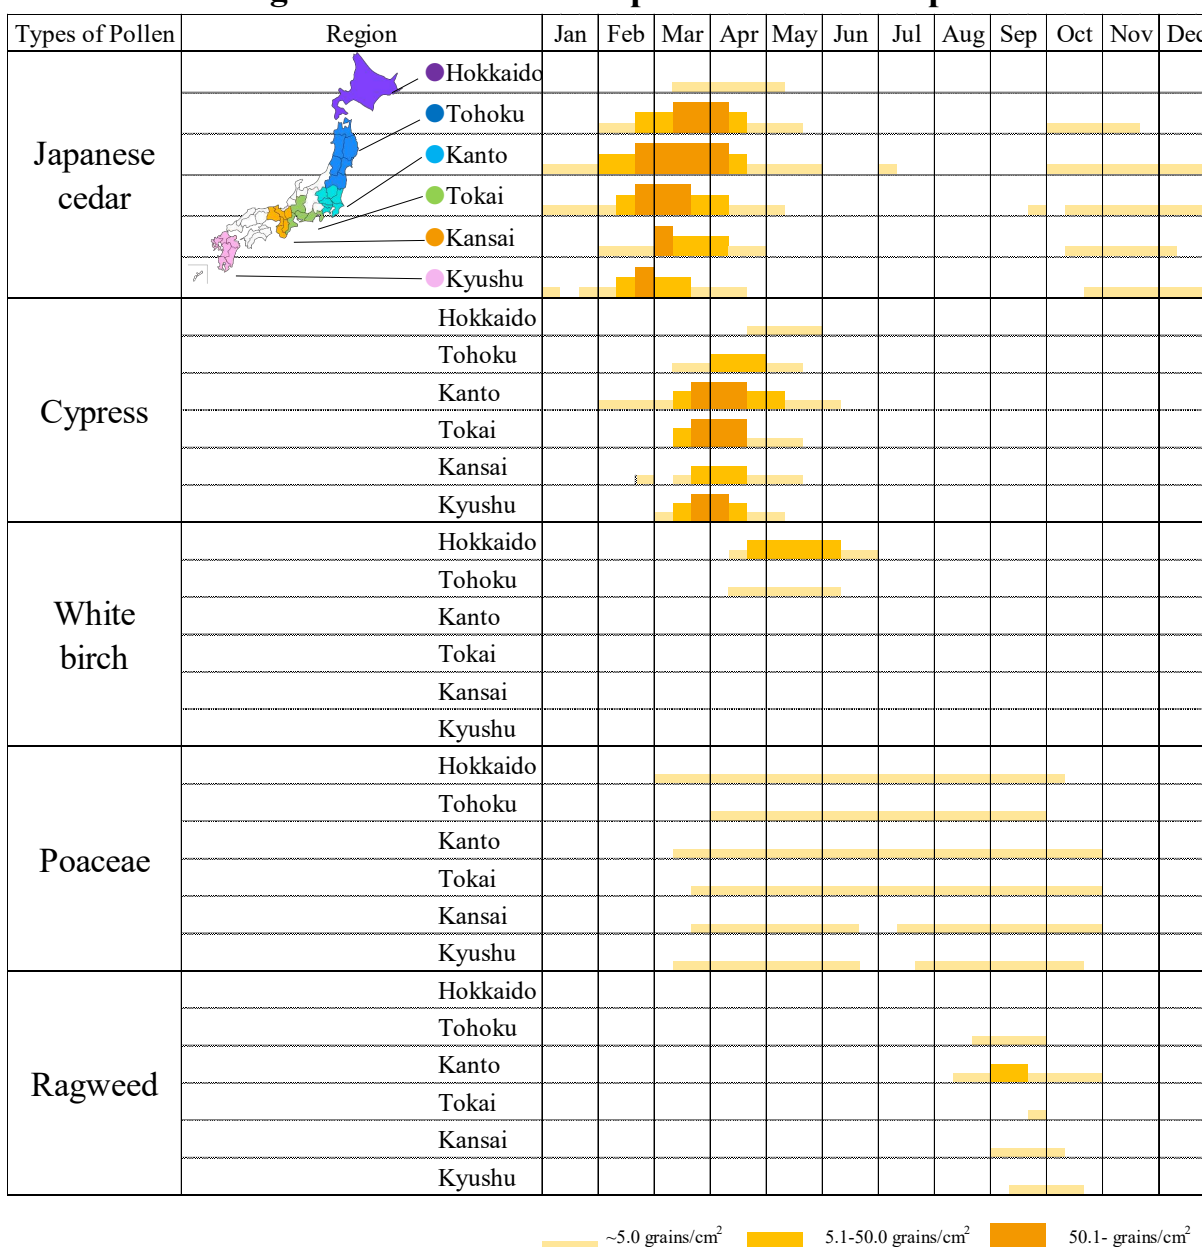 Types of Pollen Region Jan Feb Mar Apr May Jun Jul Aug Sep Oct Nov Dec
Japanese
cedar
Hokkaido
Tohoku
Kanto
Tokai
Kansai
Kyushu
Cypress
Hokkaido
Tohoku
Kanto
Tokai
Kansai
Kyushu
White
birch
Hokkaido
Tohoku
Kanto
Tokai
Kansai
Kyushu
Poaceae
Hokkaido
Tohoku
Kanto
Tokai
Kansai
Kyushu
Ragweed
Hokkaido
Tohoku
Kanto
Tokai
Kansai
Kyushu
~5.0 grains/cm² 5.1-50.0 grains/cm² 50.1- grains/cm²